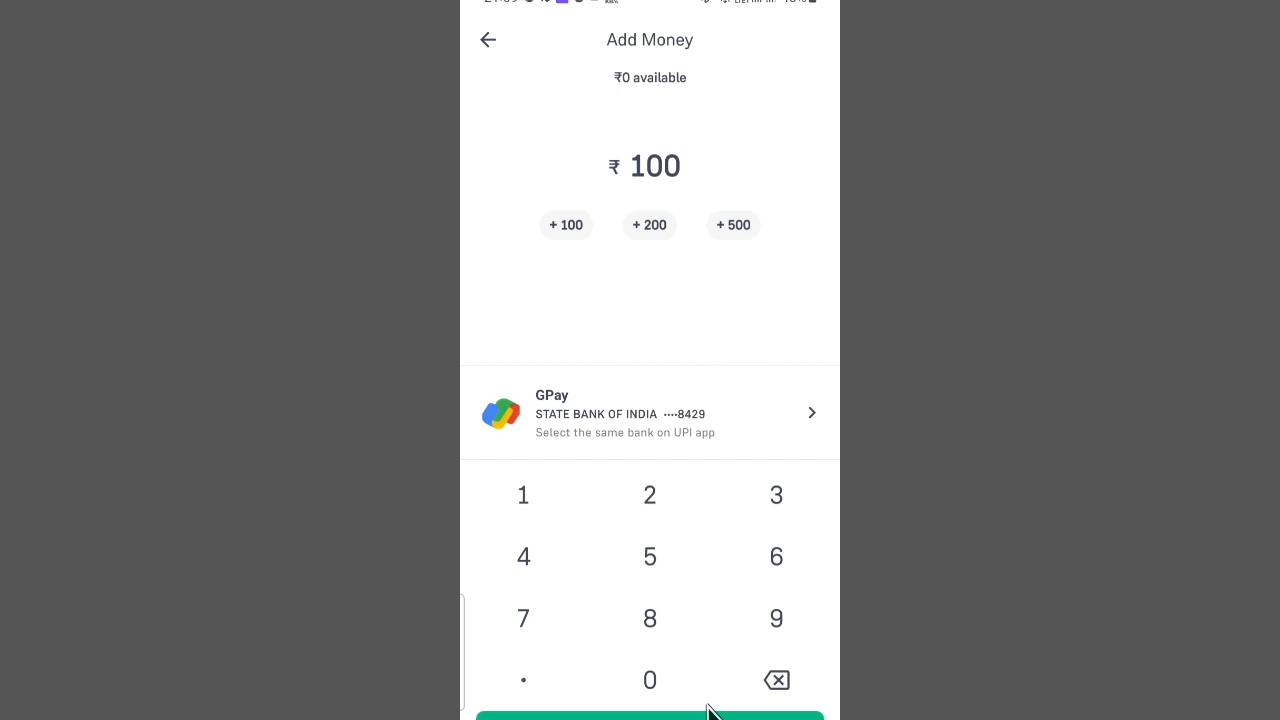 Add Money
₹0 available
₹ 100
+ 100 + 200 + 500
GPay
STATE BANK OF INDIA ····8429
Select the same bank on UPI app
1 2 3
4 5 6
7 8 9
. 0